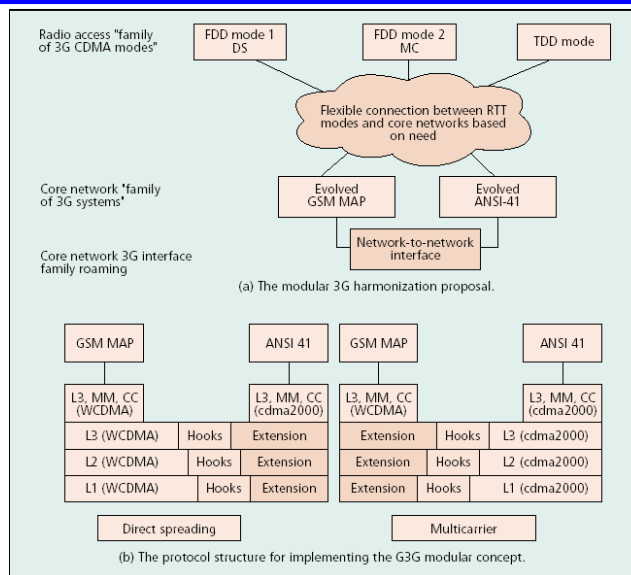 Radio access "family
of 3G CDMA modes"
FDD mode 1
DS
FDD mode 2
MC
TDD mode
Flexible connection between RTT
modes and core networks based
on need
Core network "family
of 3G systems"
Evolved
GSM MAP
Evolved
ANSI-41
Core network 3G interface
family roaming
Network-to-network
interface
(a) The modular 3G harmonization proposal.
GSM MAP
ANSI 41
GSM MAP
ANSI 41
L3, MM, CC
(WCDMA)
L3, MM, CC
(cdma2000)
L3, MM, CC
(WCDMA)
L3, MM, CC
(cdma2000)
L3 (WCDMA) Hooks Extension
Extension Hooks L3 (cdma2000)
L2 (WCDMA) Hooks Extension
Extension Hooks L2 (cdma2000)
L1 (WCDMA) Hooks Extension
Extension Hooks L1 (cdma2000)
Direct spreading
Multicarrier
(b) The protocol structure for implementing the G3G modular concept.